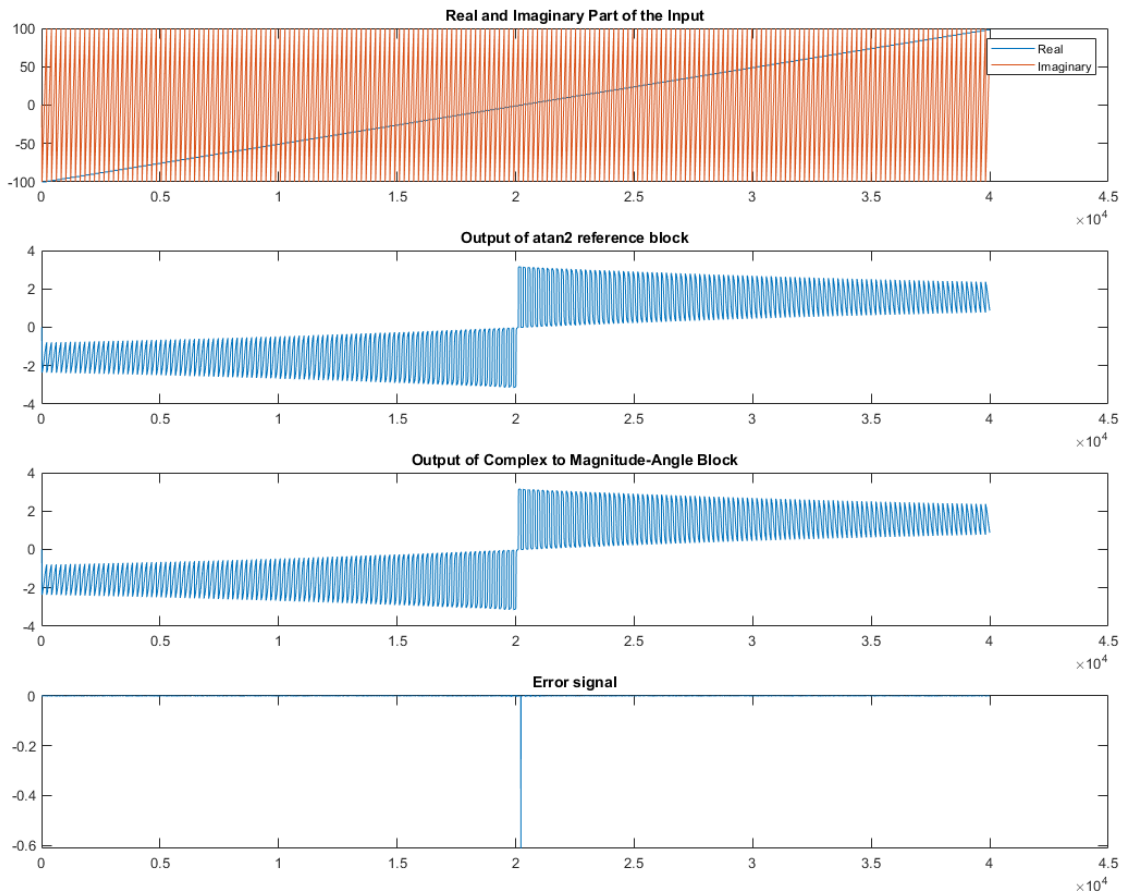 Real and Imaginary Part of the Input
100
50
0
-50
-100
Real
Imaginary
0 0.5 1 1.5 2 2.5 3 3.5 4 4.5
×10⁴
Output of atan2 reference block
4
2
0
-2
-4
0 0.5 1 1.5 2 2.5 3 3.5 4 4.5
×10⁴
Output of Complex to Magnitude-Angle Block
4
2
0
-2
-4
0 0.5 1 1.5 2 2.5 3 3.5 4 4.5
×10⁴
Error signal
0
-0.2
-0.4
-0.6
0 0.5 1 1.5 2 2.5 3 3.5 4 4.5
×10⁴